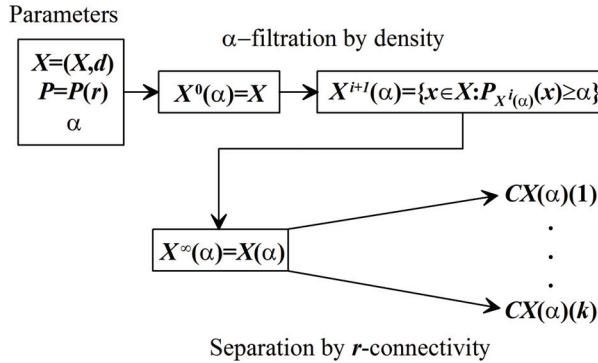 Parameters
α–filtration by density
X=(X,d)
P=P(r)
α
X⁰(α)=X
Xⁱ⁺¹(α)={x∈X:P_{Xⁱ(α)}(x)≥α}
X^∞(α)=X(α)
CX(α)(1)
.
.
.
CX(α)(k)
Separation by r-connectivity